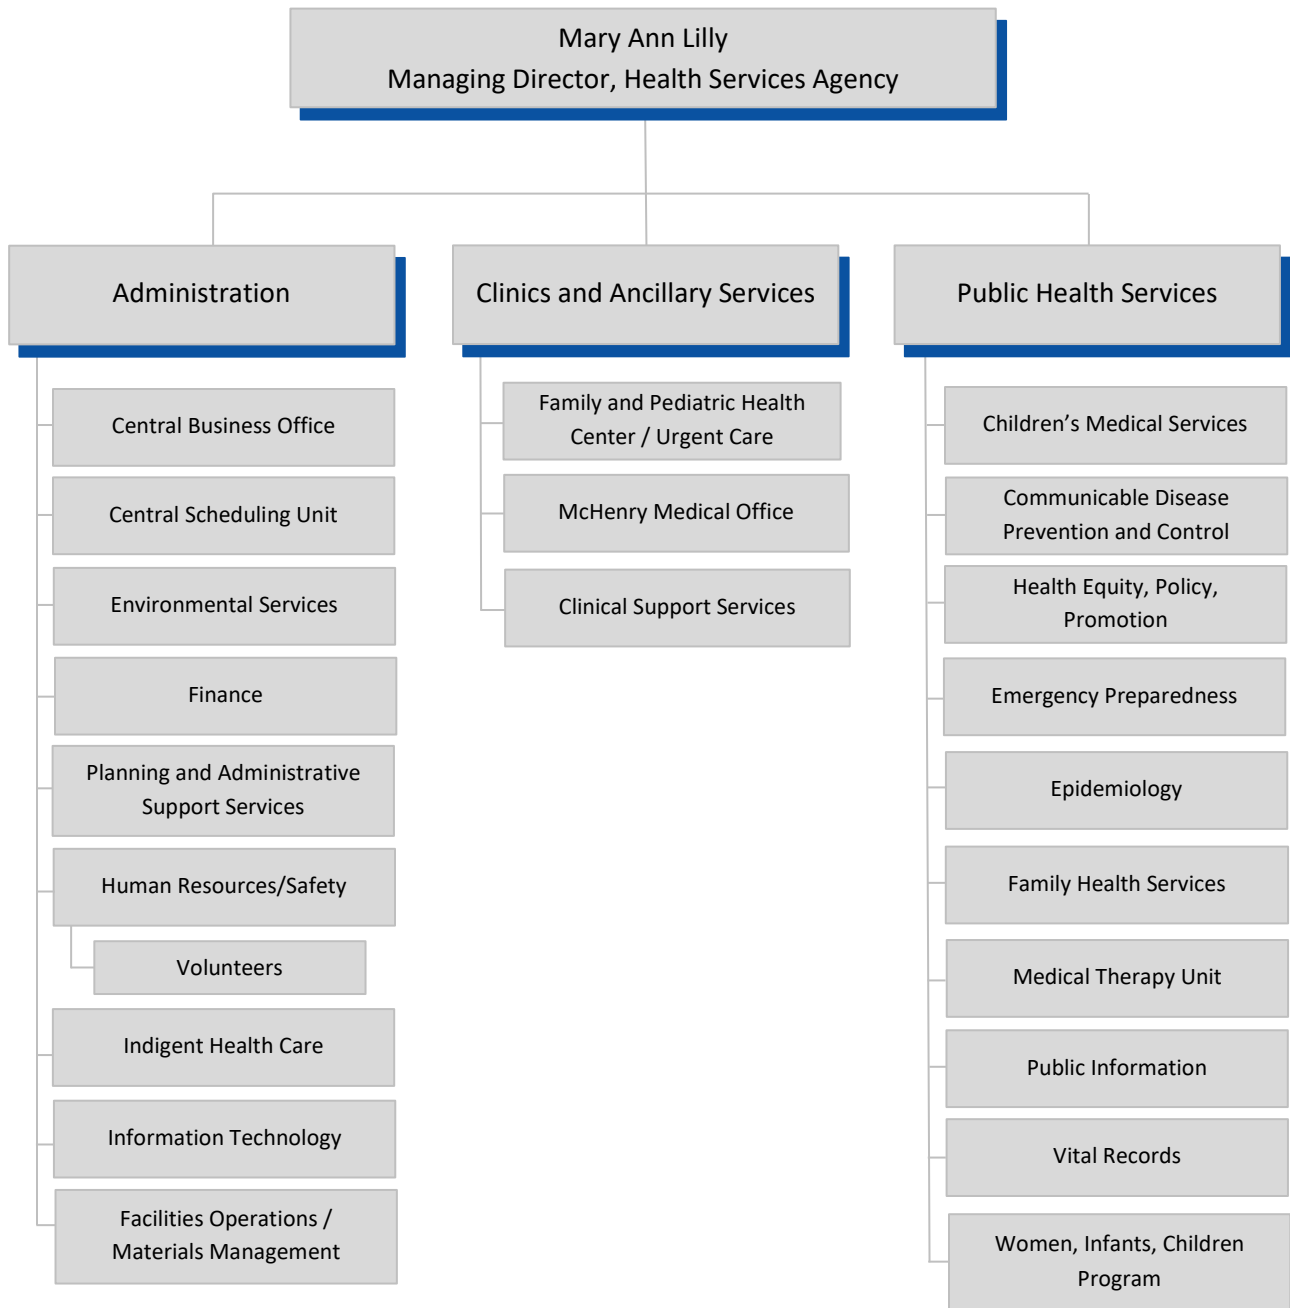 Mary Ann Lilly
Managing Director, Health Services Agency
Administration
Central Business Office
Central Scheduling Unit
Environmental Services
Finance
Planning and Administrative
Support Services
Human Resources/Safety
Volunteers
Indigent Health Care
Information Technology
Facilities Operations /
Materials Management
Clinics and Ancillary Services
Family and Pediatric Health
Center / Urgent Care
McHenry Medical Office
Clinical Support Services
Public Health Services
Children’s Medical Services
Communicable Disease
Prevention and Control
Health Equity, Policy,
Promotion
Emergency Preparedness
Epidemiology
Family Health Services
Medical Therapy Unit
Public Information
Vital Records
Women, Infants, Children
Program